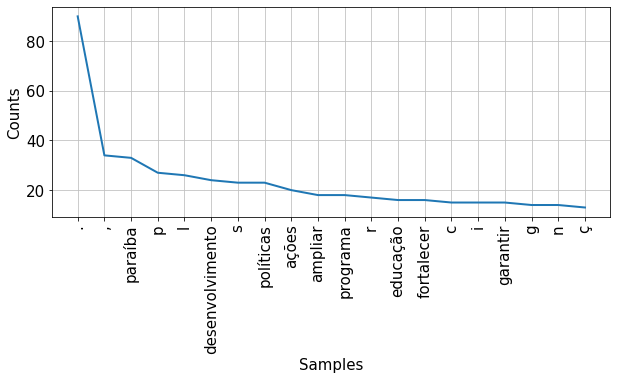 80
60
40
20
Counts
.
,
paraíba
p
l
desenvolvimento
s
políticas
ações
ampliar
programa
r
educação
fortalecer
c
i
garantir
g
n
ç
Samples